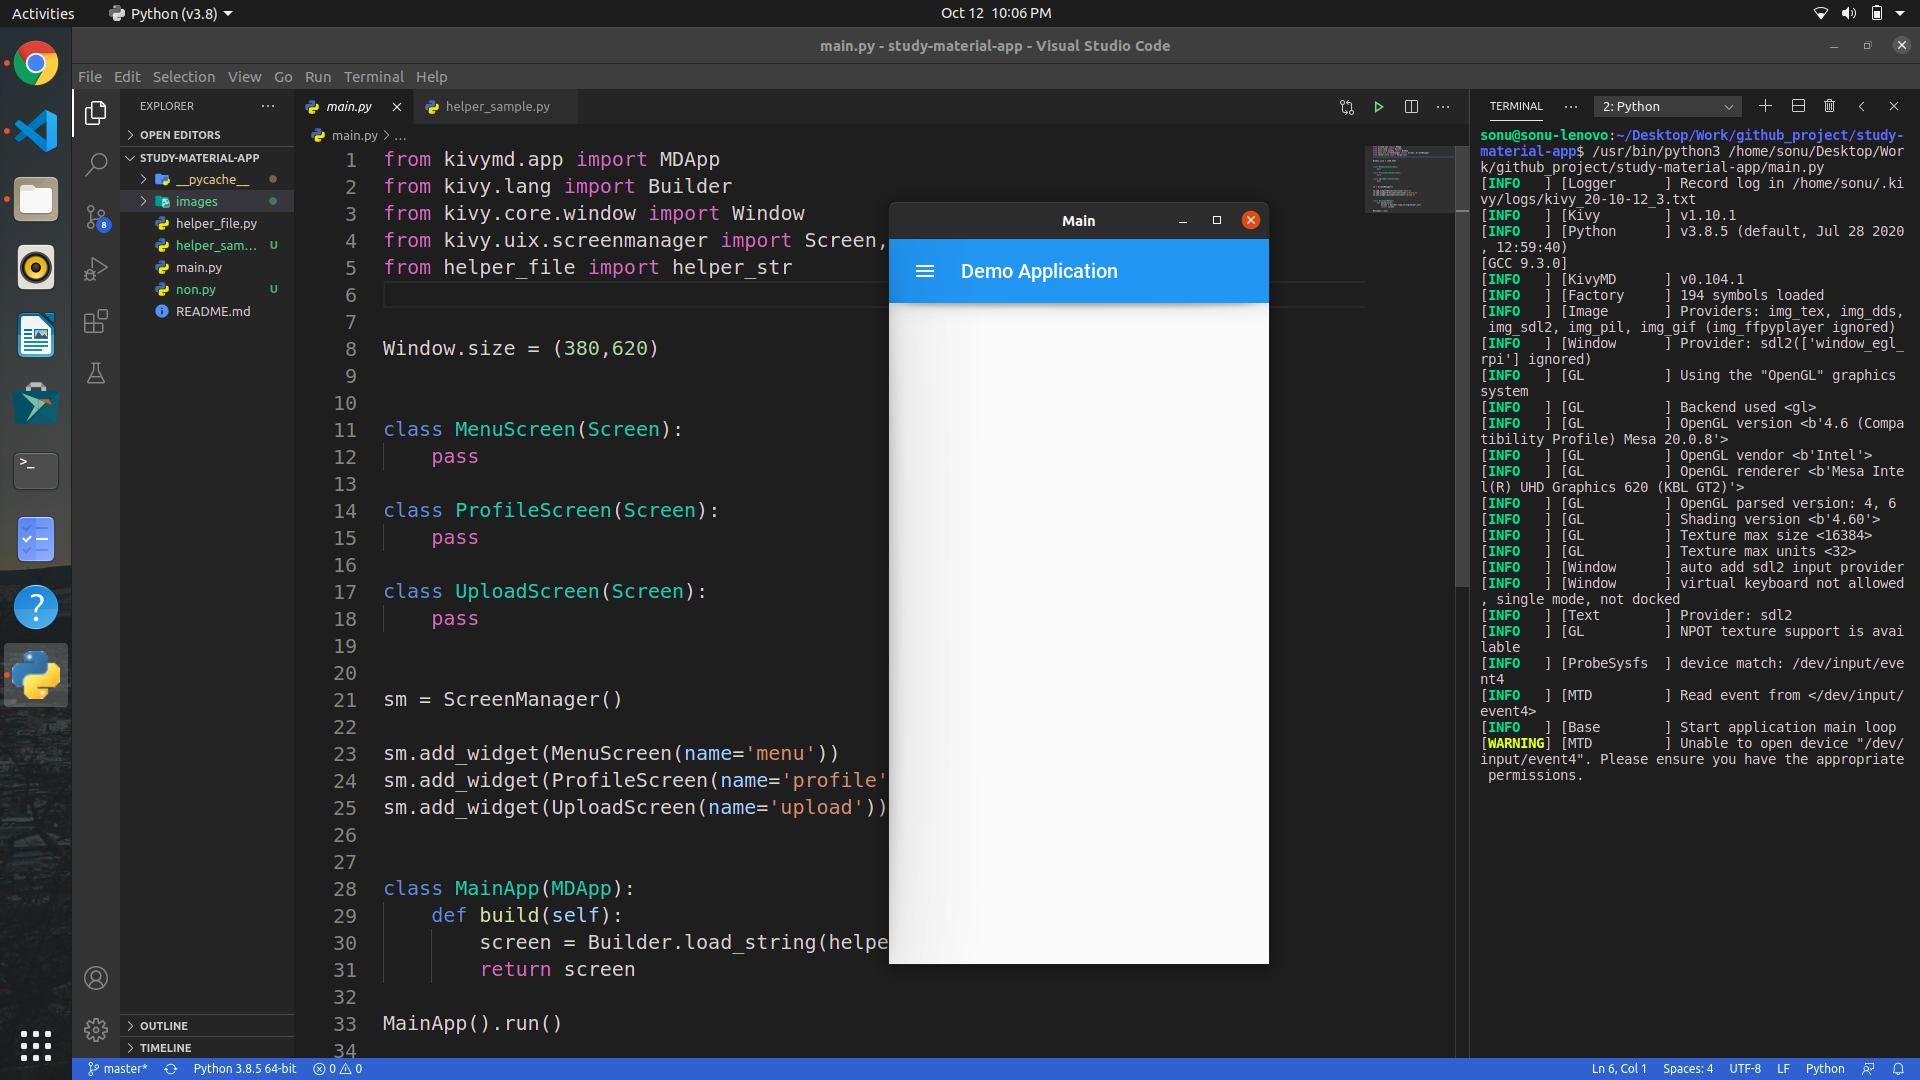 Activities
Python (v3.8)
Oct 12 10:06 PM
main.py - study-material-app - Visual Studio Code
File Edit Selection View Go Run Terminal Help
EXPLORER
OPEN EDITORS
STUDY-MATERIAL-APP
__pycache__
images
helper_file.py
helper_sam... U
main.py
non.py U
README.md
OUTLINE
TIMELINE
8
main.py
helper_sample.py
main.py > ...
1 from kivymd.app import MDApp
2 from kivy.lang import Builder
3 from kivy.core.window import Window
4 from kivy.uix.screenmanager import Screen,
5 from helper_file import helper_str
6
7
8 Window.size = (380,620)
9
10
11 class MenuScreen(Screen):
12 pass
13
14 class ProfileScreen(Screen):
15 pass
16
17 class UploadScreen(Screen):
18 pass
19
20
21 sm = ScreenManager()
22
23 sm.add_widget(MenuScreen(name='menu'))
24 sm.add_widget(ProfileScreen(name='profile'
25 sm.add_widget(UploadScreen(name='upload'))
26
27
28 class MainApp(MDApp):
29 def build(self):
30 screen = Builder.load_string(helpe
31 return screen
32
33 MainApp().run()
34
Main
Demo Application
TERMINAL
2: Python
sonu@sonu-lenovo:~/Desktop/Work/github_project/study-
material-app$ /usr/bin/python3 /home/sonu/Desktop/Wor
k/github_project/study-material-app/main.py
[INFO ] [Logger ] Record log in /home/sonu/.ki
vy/logs/kivy_20-10-12_3.txt
[INFO ] [Kivy ] v1.10.1
[INFO ] [Python ] v3.8.5 (default, Jul 28 2020
, 12:59:40)
[GCC 9.3.0]
[INFO ] [KivyMD ] v0.104.1
[INFO ] [Factory ] 194 symbols loaded
[INFO ] [Image ] Providers: img_tex, img_dds,
img_sdl2, img_pil, img_gif (img_ffpyplayer ignored)
[INFO ] [Window ] Provider: sdl2(['window_egl_
rpi'] ignored)
[INFO ] [GL ] Using the "OpenGL" graphics
system
[INFO ] [GL ] Backend used <gl>
[INFO ] [GL ] OpenGL version <b'4.6 (Compa
tibility Profile) Mesa 20.0.8'>
[INFO ] [GL ] OpenGL vendor <b'Intel'>
[INFO ] [GL ] OpenGL renderer <b'Mesa Inte
l(R) UHD Graphics 620 (KBL GT2)'>
[INFO ] [GL ] OpenGL parsed version: 4, 6
[INFO ] [GL ] Shading version <b'4.60'>
[INFO ] [GL ] Texture max size <16384>
[INFO ] [GL ] Texture max units <32>
[INFO ] [Window ] auto add sdl2 input provider
[INFO ] [Window ] virtual keyboard not allowed
, single mode, not docked
[INFO ] [Text ] Provider: sdl2
[INFO ] [GL ] NPOT texture support is avai
lable
[INFO ] [ProbeSysfs ] device match: /dev/input/eve
nt4
[INFO ] [MTD ] Read event from </dev/input/
event4>
[INFO ] [Base ] Start application main loop
[WARNING] [MTD ] Unable to open device "/dev/
input/event4". Please ensure you have the appropriate
permissions.
master*
Python 3.8.5 64-bit
0 0
Ln 6, Col 1
Spaces: 4
UTF-8
LF
Python